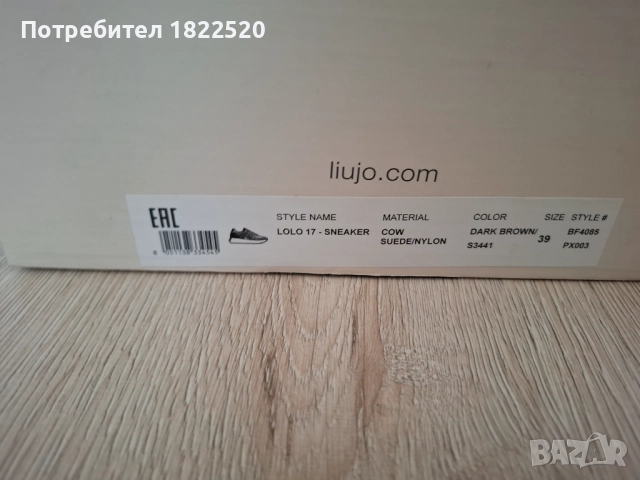 Потребител 1822520
liujo.com
EAC
STYLE NAME MATERIAL COLOR SIZE STYLE #
LOLO 17 - SNEAKER COW DARK BROWN/ 39 BF4085
SUEDE/NYLON S3441 PX003
BAZAR